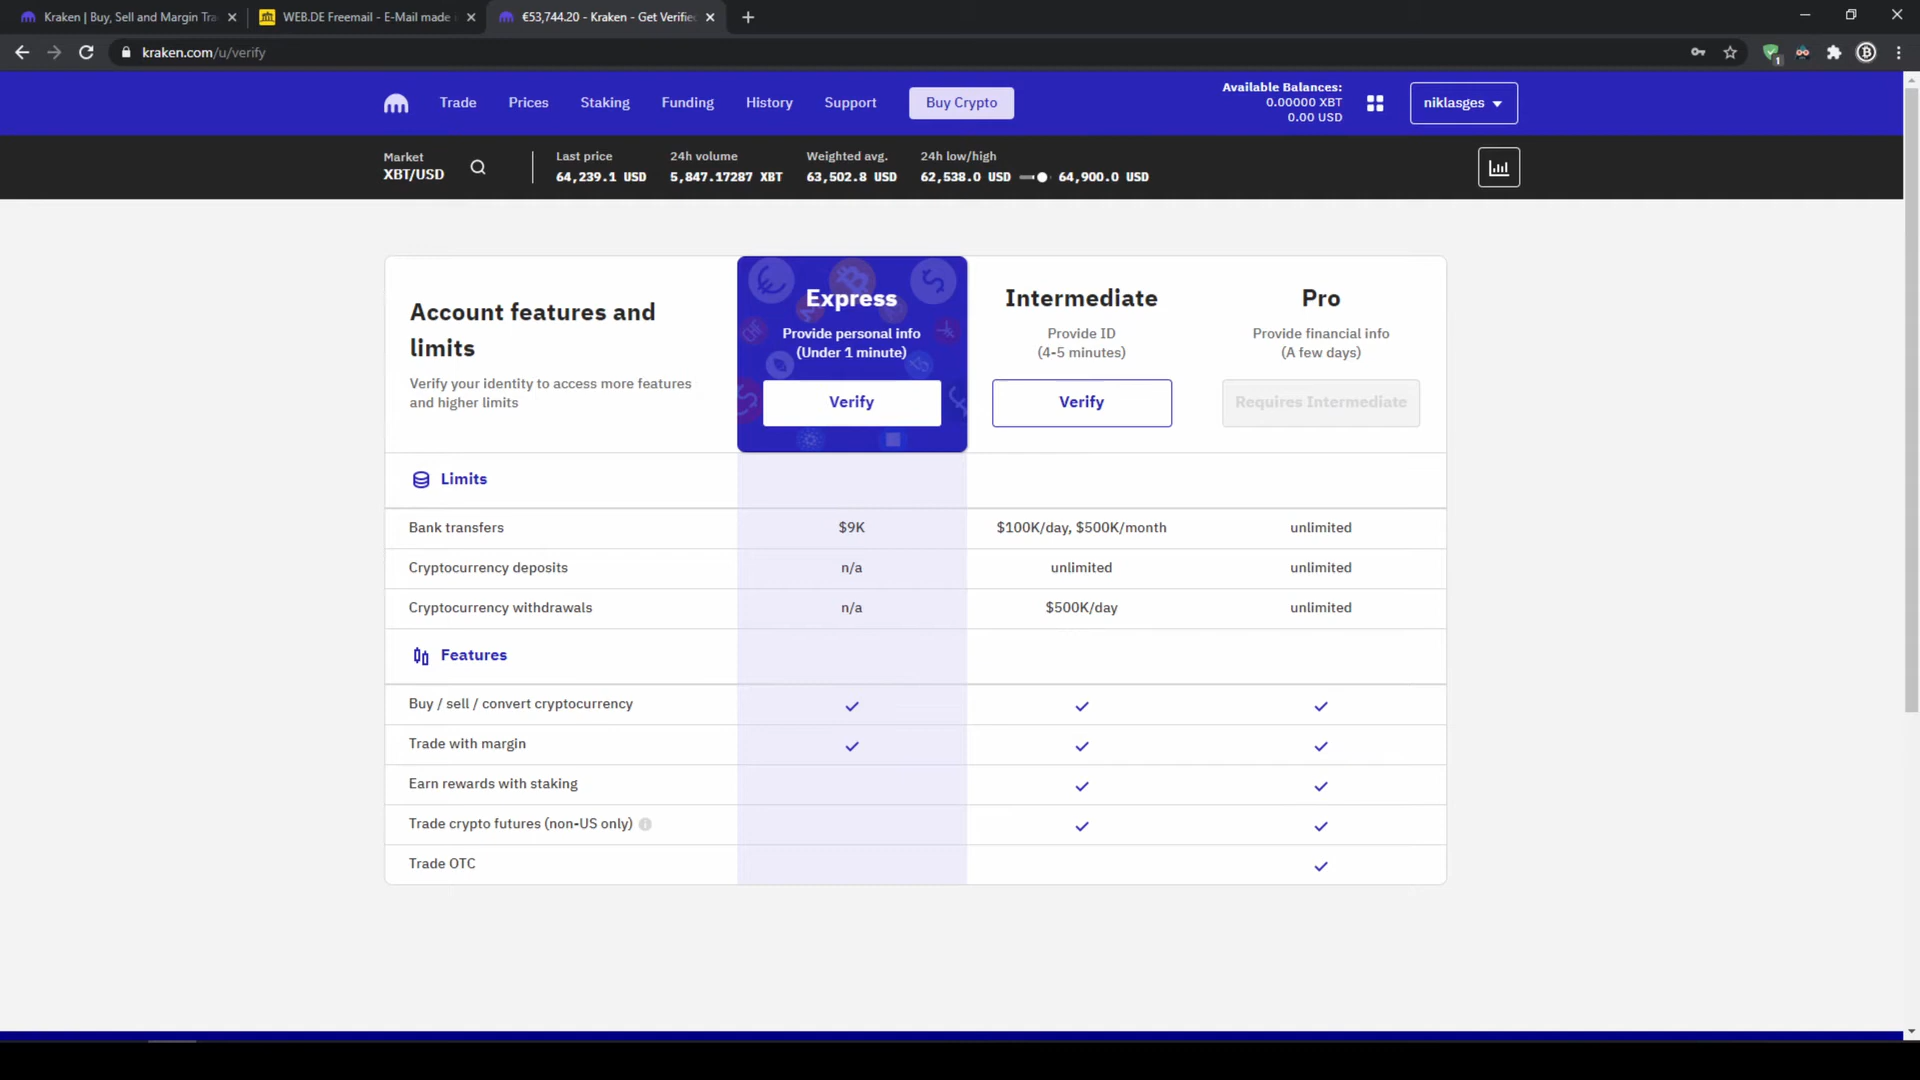 Kraken | Buy, Sell and Margin Tra
WEB.DE Freemail - E-Mail made
€53,744.20 - Kraken - Get Verifie
kraken.com/u/verify
1
Trade
Prices
Staking
Funding
History
Support
Buy Crypto
Available Balances:
0.00000 XBT
0.00 USD
niklasges
Market
XBT/USD
Last price
64,239.1 USD
24h volume
5,847.17287 XBT
Weighted avg.
63,502.8 USD
24h low/high
62,538.0 USD
64,900.0 USD
Account features and
limits
Verify your identity to access more features
and higher limits
Express
Provide personal info
(Under 1 minute)
Verify
Intermediate
Provide ID
(4-5 minutes)
Verify
Pro
Provide financial info
(A few days)
Requires Intermediate
Limits
Bank transfers
$9K
$100K/day, $500K/month
unlimited
Cryptocurrency deposits
n/a
unlimited
unlimited
Cryptocurrency withdrawals
n/a
$500K/day
unlimited
Features
Buy / sell / convert cryptocurrency
Trade with margin
Earn rewards with staking
Trade crypto futures (non-US only)
Trade OTC